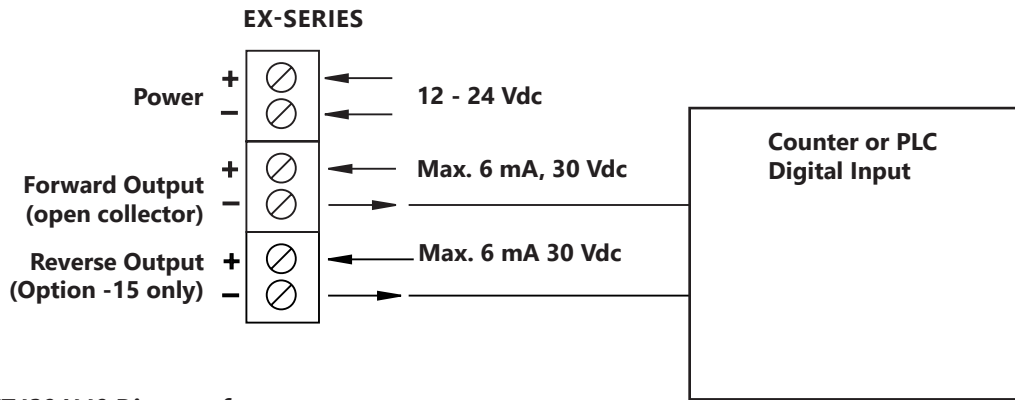 EX-SERIES
Power
+
−
12 - 24 Vdc
Forward Output
(open collector)
+
−
Max. 6 mA, 30 Vdc
Reverse Output
(Option -15 only)
+
−
Max. 6 mA 30 Vdc
Counter or PLC
Digital Input